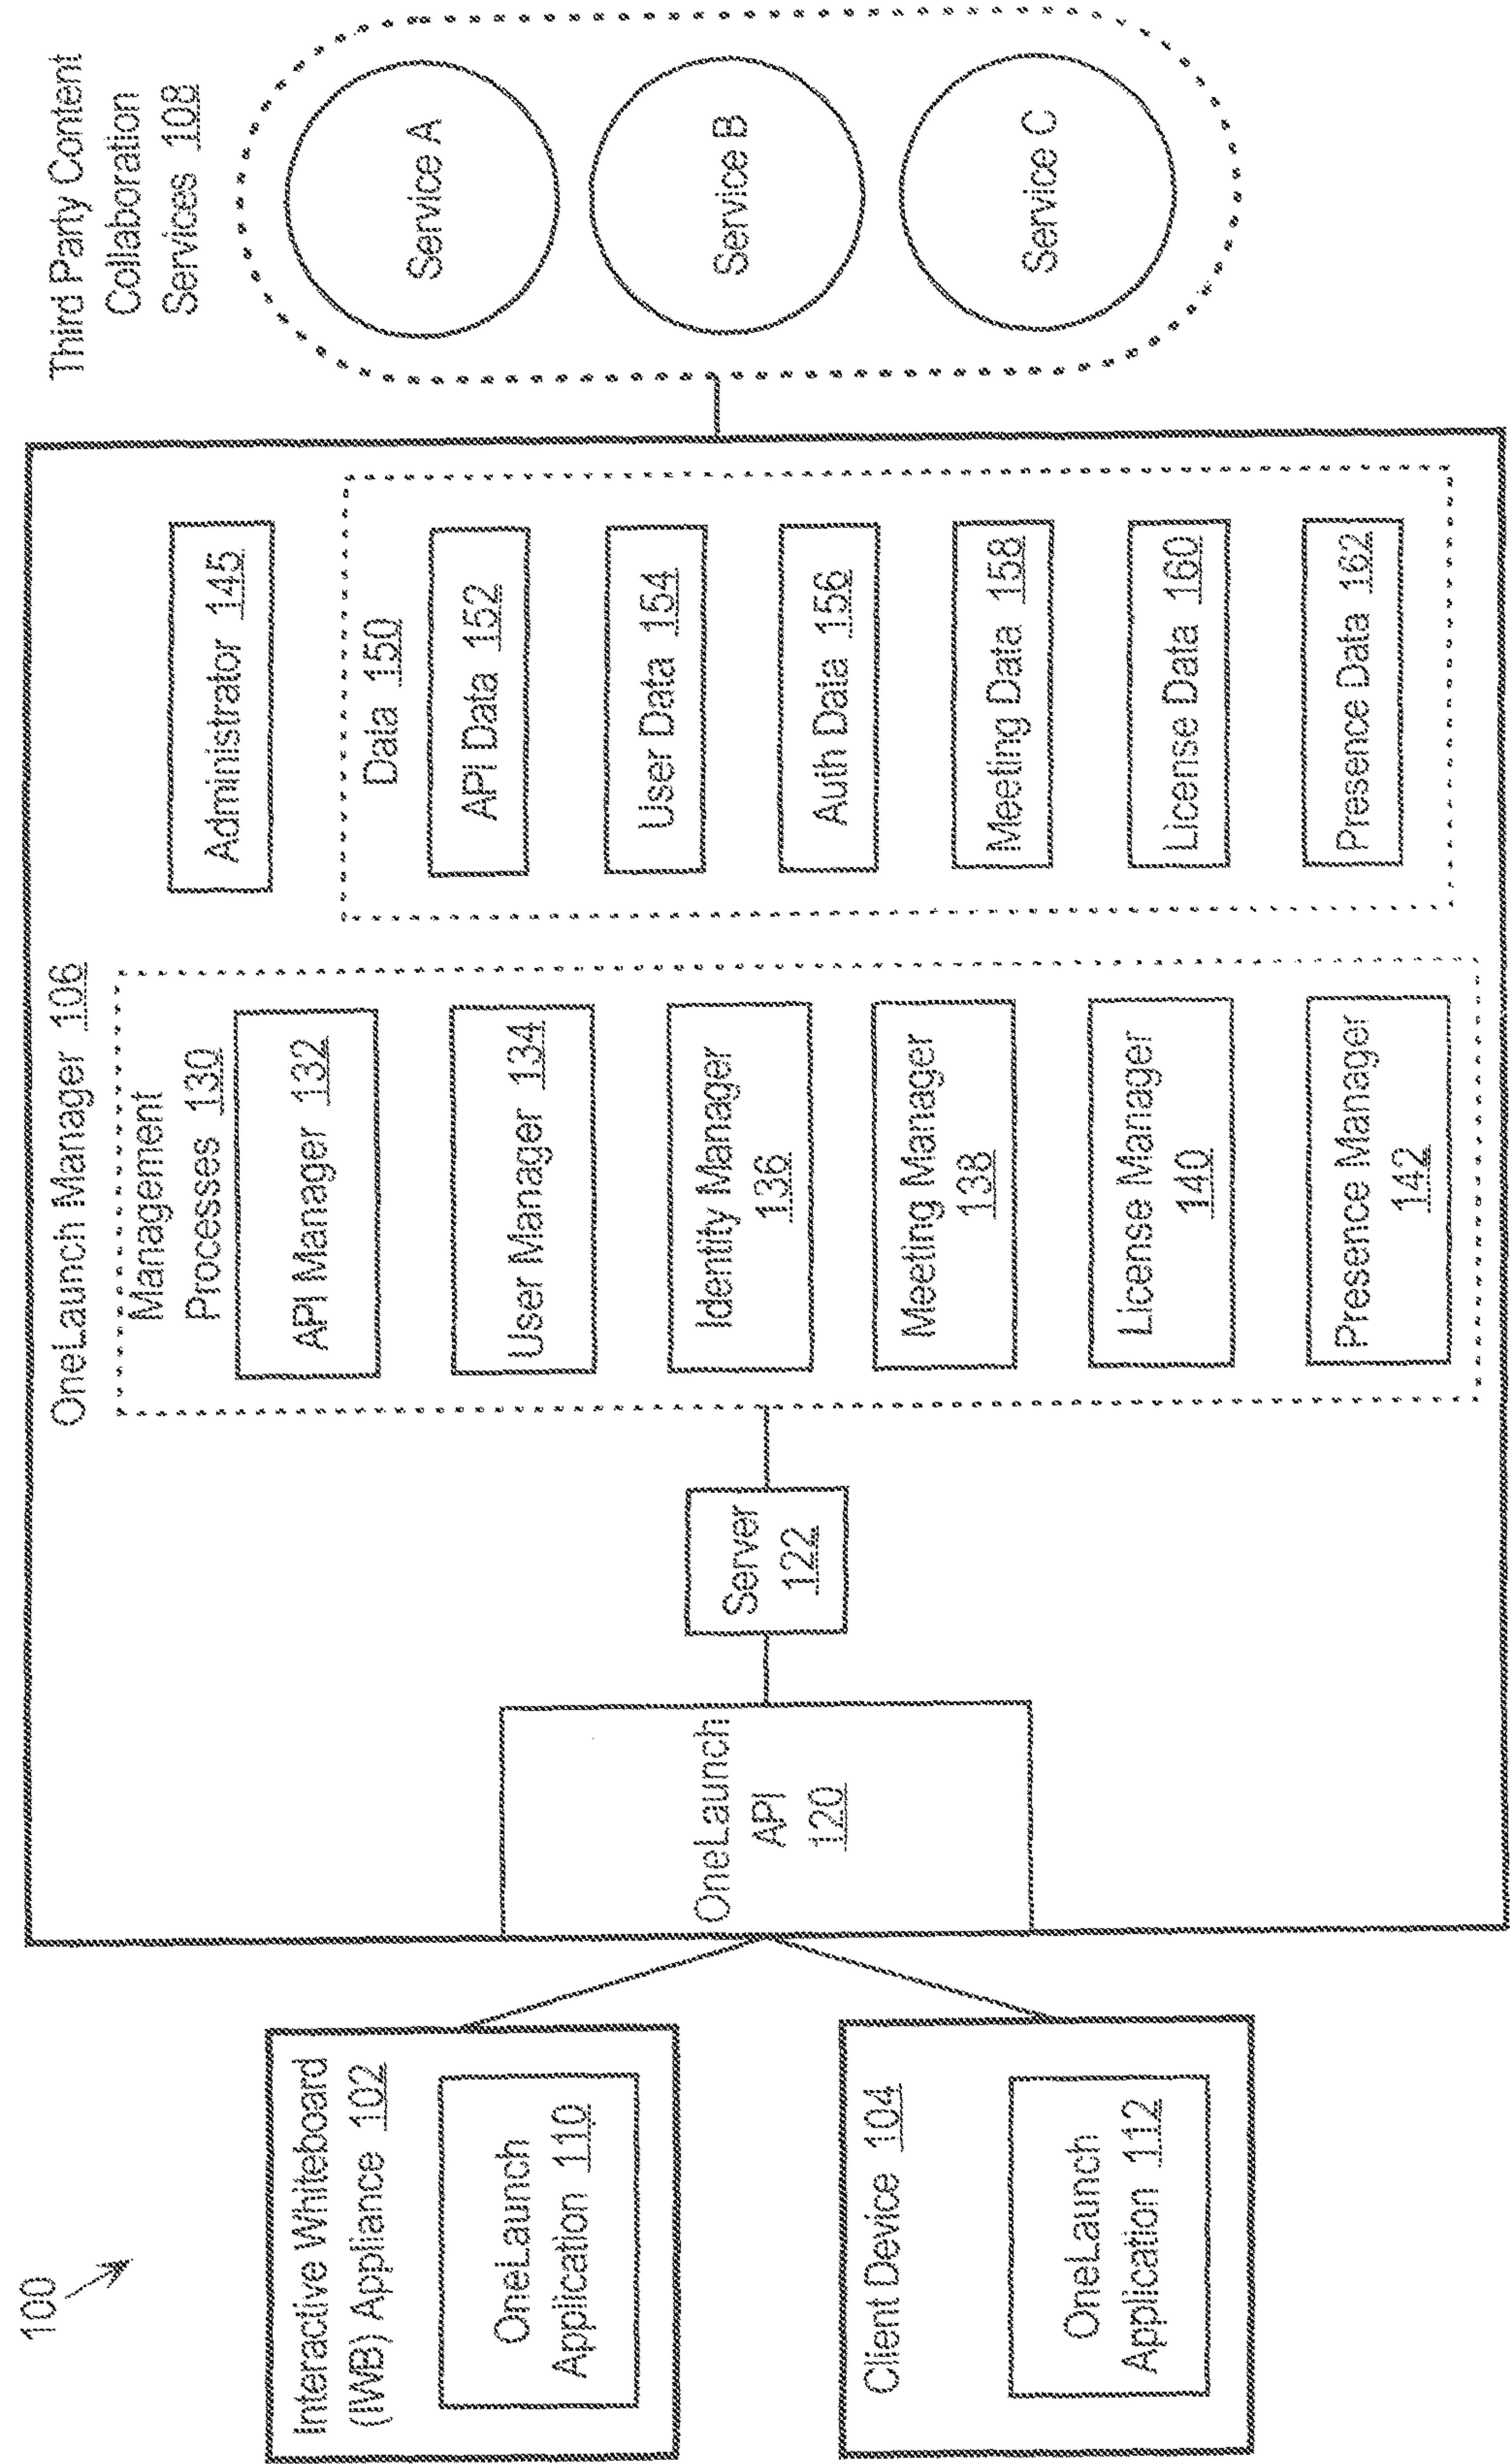 100
Interactive Whiteboard
(IWB) Appliance 102
OneLaunch
Application 110
Client Device 104
OneLaunch
Application 112
OneLaunch Manager 106
OneLaunch
API
120
Server
122
Management
Processes 130
API Manager 132
User Manager 134
Identity Manager
136
Meeting Manager
138
License Manager
140
Presence Manager
142
Administrator 145
Data 150
API Data 152
User Data 154
Auth Data 156
Meeting Data 158
License Data 160
Presence Data 162
Third Party Content
Collaboration
Services 108
Service A
Service B
Service C